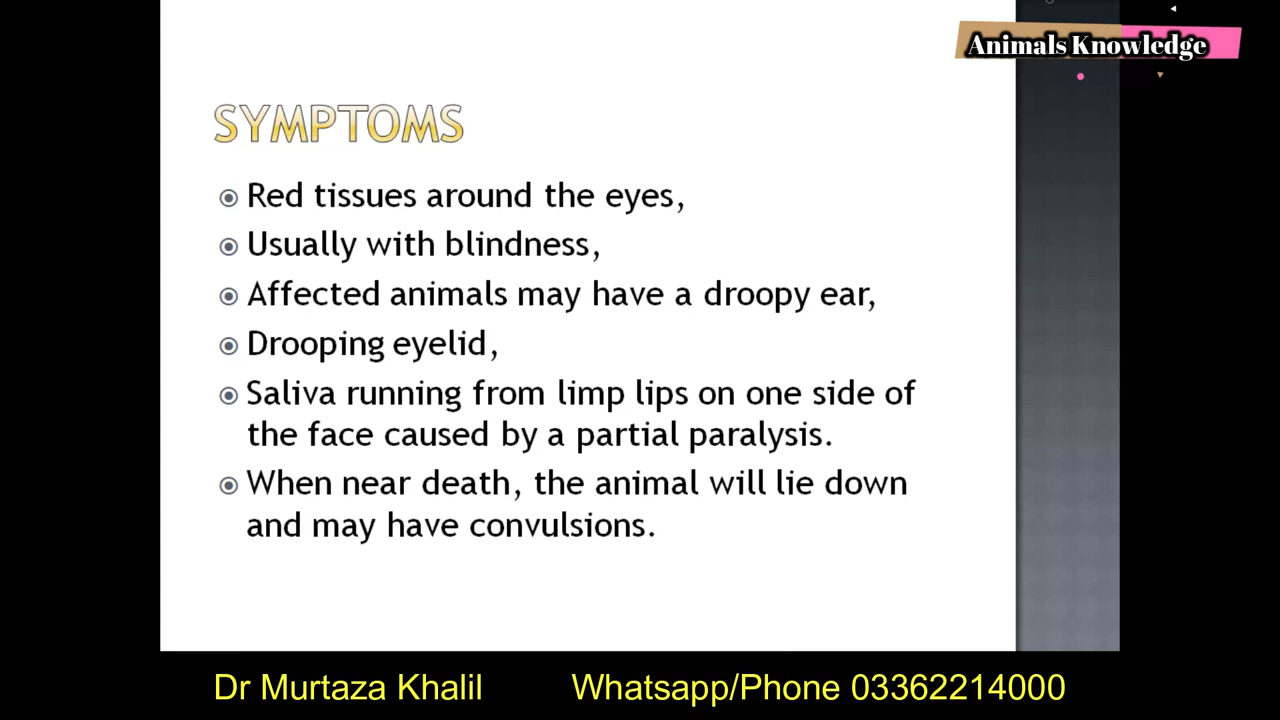 Animals Knowledge
SYMPTOMS
Red tissues around the eyes,
Usually with blindness,
Affected animals may have a droopy ear,
Drooping eyelid,
Saliva running from limp lips on one side of
the face caused by a partial paralysis.
When near death, the animal will lie down
and may have convulsions.
Dr Murtaza Khalil Whatsapp/Phone 03362214000